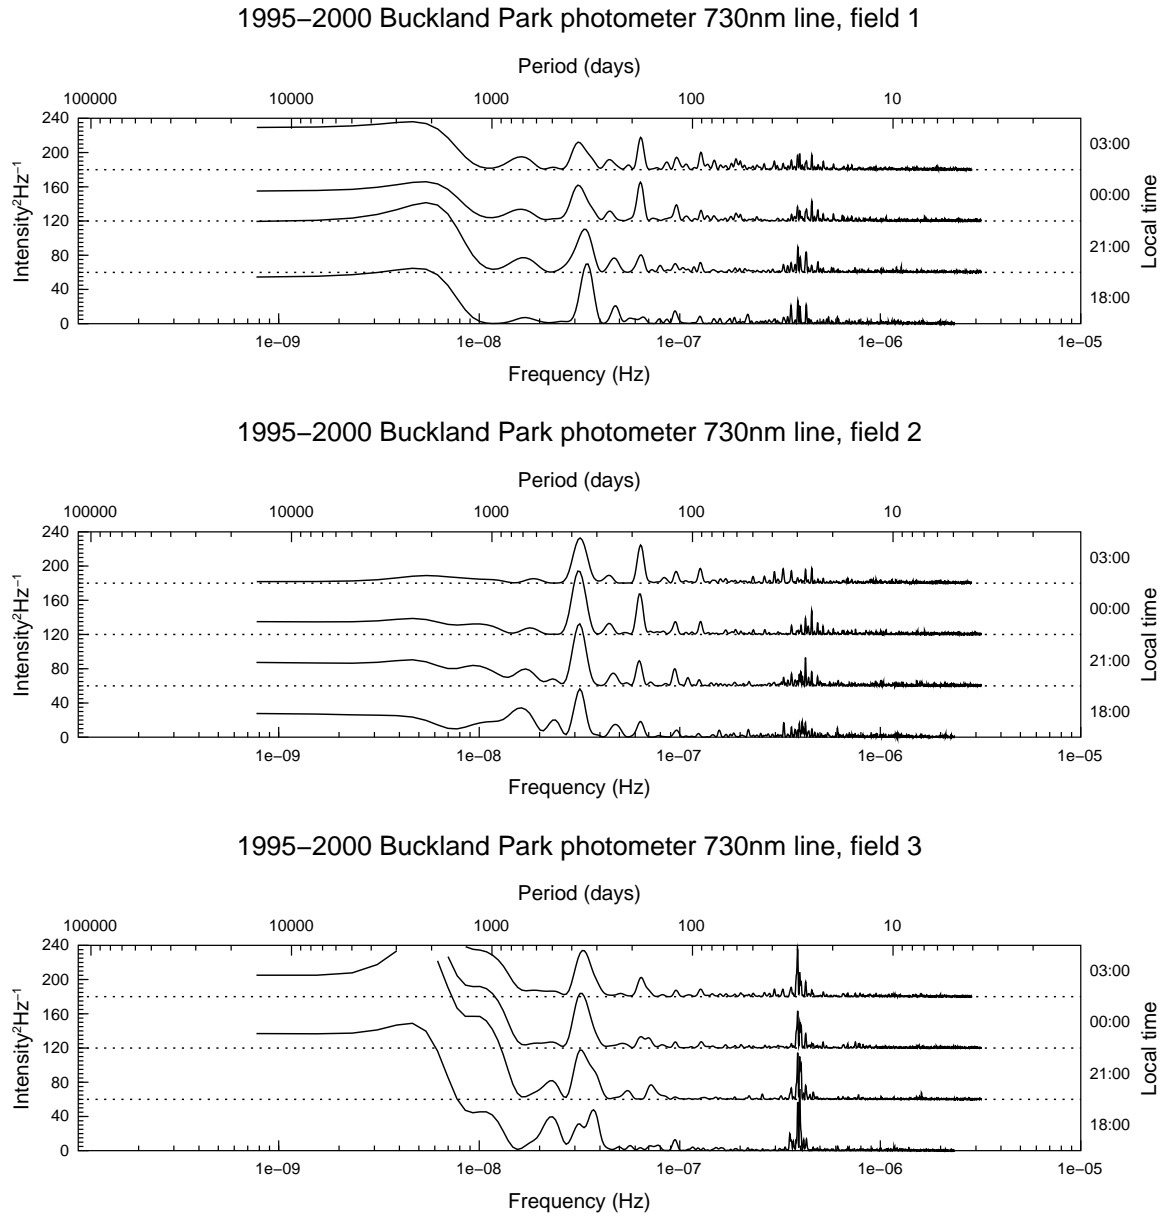 1995−2000 Buckland Park photometer 730nm line, field 1
Period (days)
100000 10000 1000 100 10
240
200
160
120
80
40
0
Intensity²Hz⁻¹
03:00
00:00
21:00
18:00
Local time
1e−09 1e−08 1e−07 1e−06 1e−05
Frequency (Hz)
1995−2000 Buckland Park photometer 730nm line, field 2
Period (days)
100000 10000 1000 100 10
240
200
160
120
80
40
0
Intensity²Hz⁻¹
03:00
00:00
21:00
18:00
Local time
1e−09 1e−08 1e−07 1e−06 1e−05
Frequency (Hz)
1995−2000 Buckland Park photometer 730nm line, field 3
Period (days)
100000 10000 1000 100 10
240
200
160
120
80
40
0
Intensity²Hz⁻¹
03:00
00:00
21:00
18:00
Local time
1e−09 1e−08 1e−07 1e−06 1e−05
Frequency (Hz)